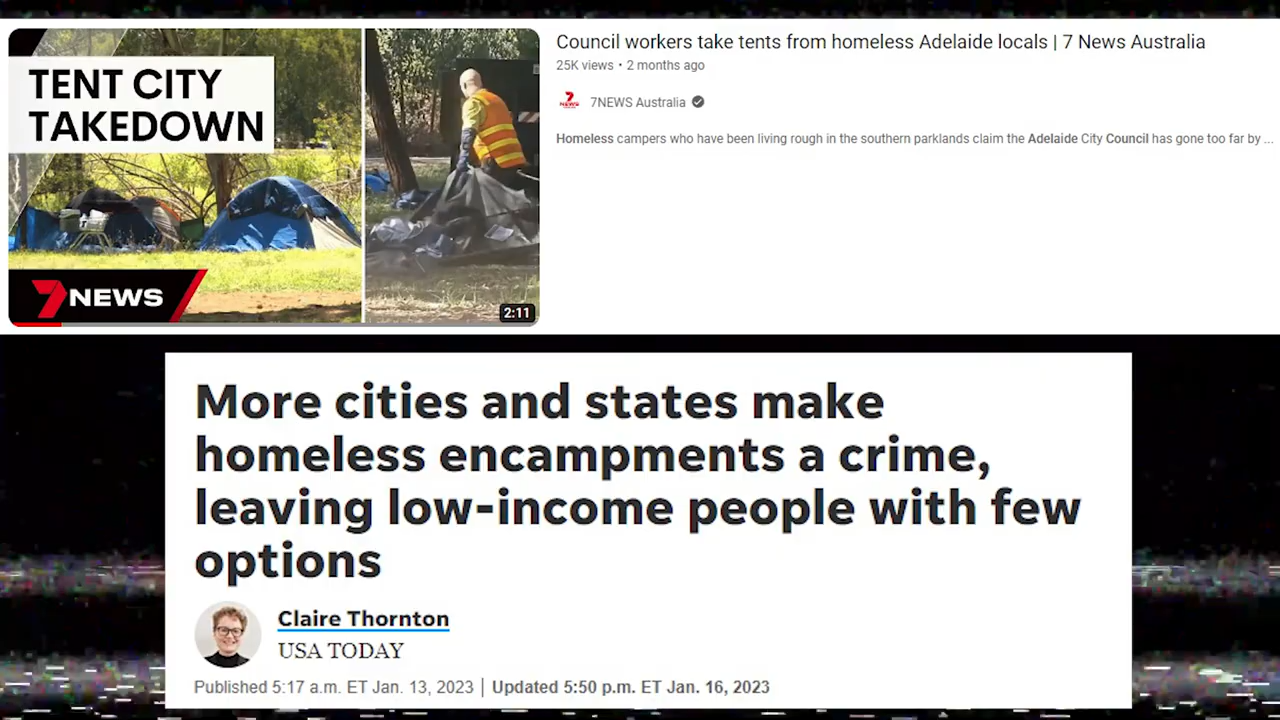 TENT CITY
TAKEDOWN
7NEWS
2:11
Council workers take tents from homeless Adelaide locals | 7 News Australia
25K views • 2 months ago
7NEWS Australia
Homeless campers who have been living rough in the southern parklands claim the Adelaide City Council has gone too far by ...
More cities and states make
homeless encampments a crime,
leaving low-income people with few
options
Claire Thornton
USA TODAY
Published 5:17 a.m. ET Jan. 13, 2023 | Updated 5:50 p.m. ET Jan. 16, 2023